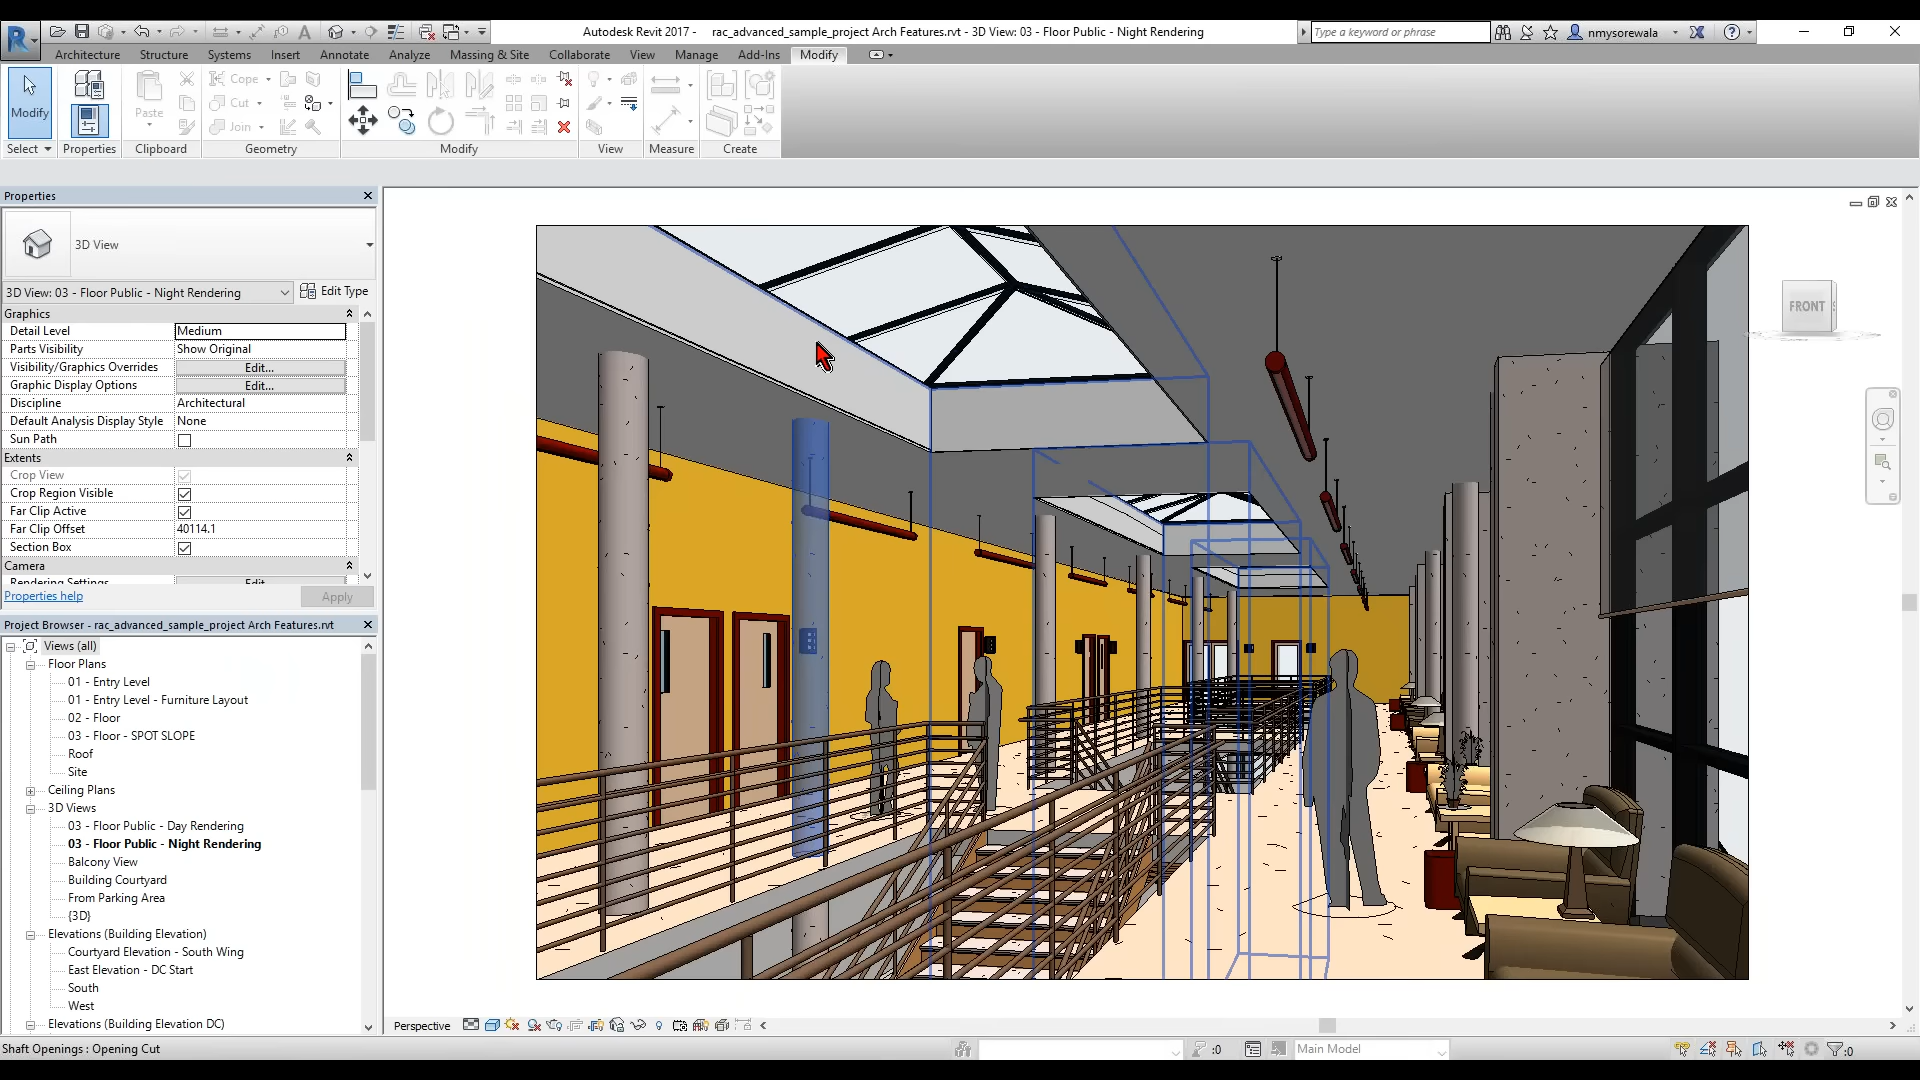 Autodesk Revit 2017 -    rac_advanced_sample_project Arch Features.rvt - 3D View: 03 - Floor Public - Night Rendering
Type a keyword or phrase
nmysorewala
Architecture Structure Systems Insert Annotate Analyze Massing & Site Collaborate View Manage Add-Ins Modify
Modify
Paste
Cope
Cut
Join
Select Properties Clipboard Geometry Modify View Measure Create
Properties
3D View
3D View: 03 - Floor Public - Night Rendering Edit Type
Graphics
Detail Level Medium
Parts Visibility Show Original
Visibility/Graphics Overrides Edit...
Graphic Display Options Edit...
Discipline Architectural
Default Analysis Display Style None
Sun Path
Extents
Crop View
Crop Region Visible
Far Clip Active
Far Clip Offset 40114.1
Section Box
Camera
Rendering Settings Edit...
Properties help Apply
Project Browser - rac_advanced_sample_project Arch Features.rvt
Views (all)
Floor Plans
01 - Entry Level
01 - Entry Level - Furniture Layout
02 - Floor
03 - Floor - SPOT SLOPE
Roof
Site
Ceiling Plans
3D Views
03 - Floor Public - Day Rendering
03 - Floor Public - Night Rendering
Balcony View
Building Courtyard
From Parking Area
{3D}
Elevations (Building Elevation)
Courtyard Elevation - South Wing
East Elevation - DC Start
South
West
Elevations (Building Elevation DC)
FRONT
Perspective
Shaft Openings : Opening Cut
:0
Main Model
:0